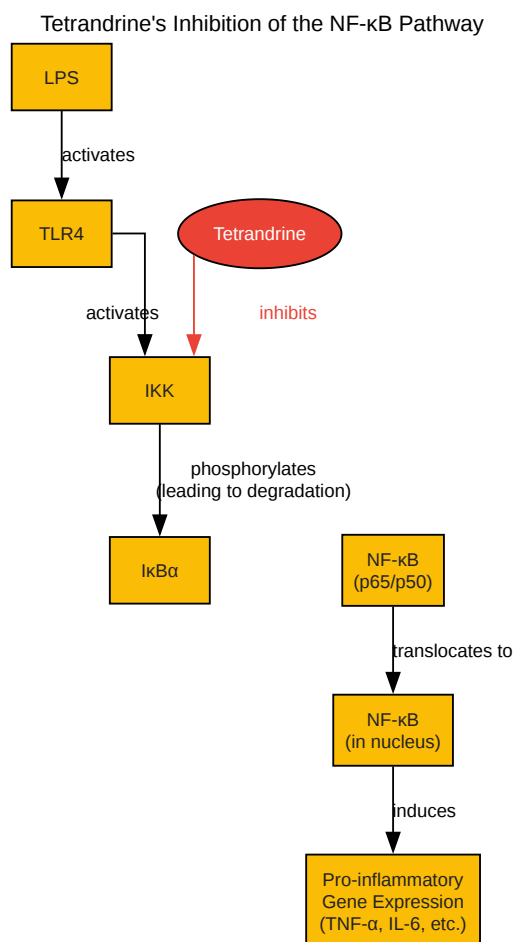 Tetrandrine's Inhibition of the NF-κB Pathway
LPS
activates
TLR4
Tetrandrine
activates
inhibits
IKK
phosphorylates
(leading to degradation)
IκBα
NF-κB
(p65/p50)
translocates to
NF-κB
(in nucleus)
induces
Pro-inflammatory
Gene Expression
(TNF-α, IL-6, etc.)